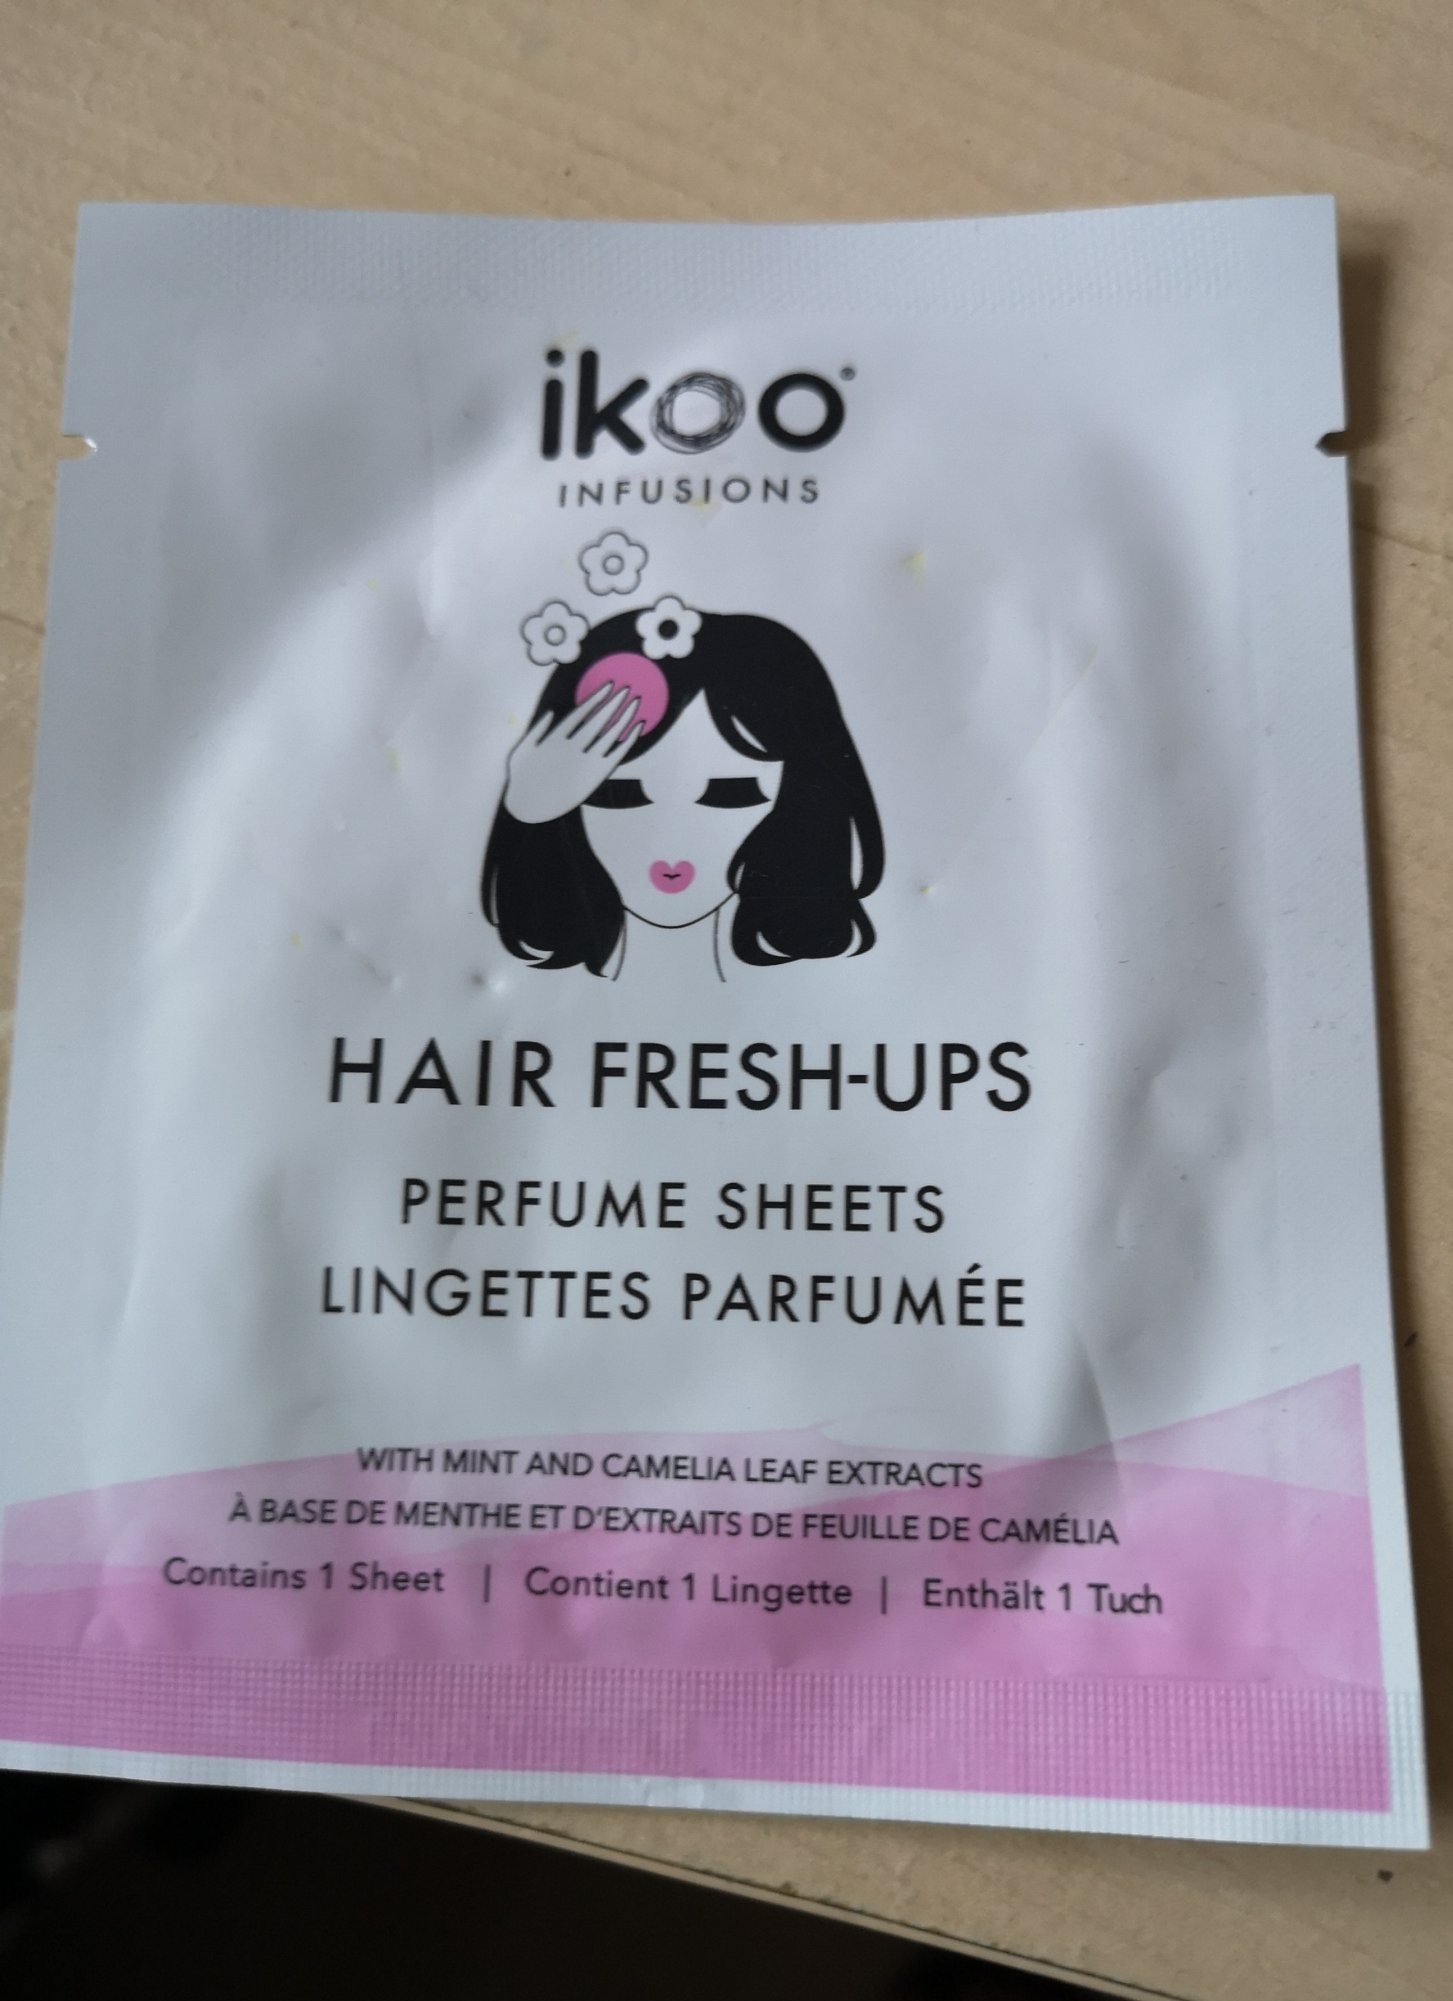 ikoo®
INFUSIONS
HAIR FRESH-UPS
PERFUME SHEETS
LINGETTES PARFUMÉE
WITH MINT AND CAMELIA LEAF EXTRACTS
À BASE DE MENTHE ET D'EXTRAITS DE FEUILLE DE CAMÉLIA
Contains 1 Sheet | Contient 1 Lingette | Enthält 1 Tuch